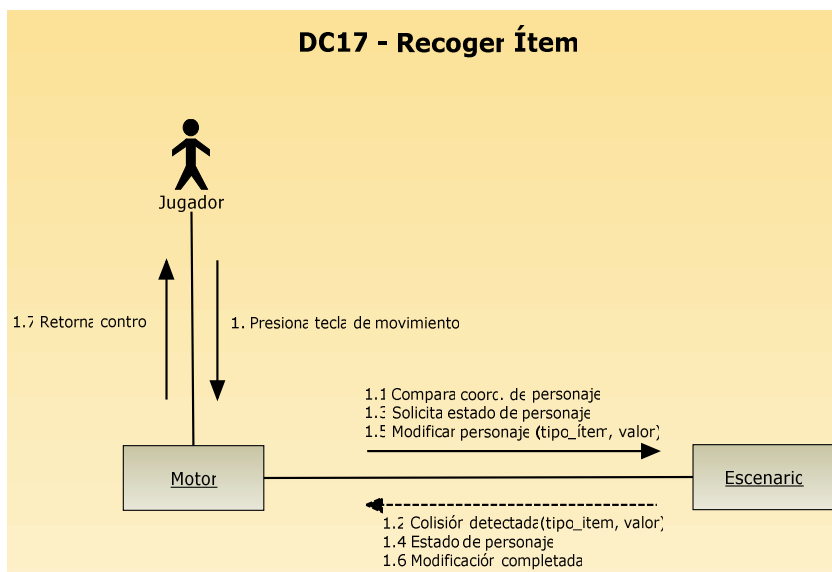 DC17 - Recoger Ítem
Jugador
1.7 Retorna contro
1. Presiona tecla de movimiento
1.1 Compara coord. de personaje
1.3 Solicita estado de personaje
1.5 Modificar personaje (tipo_ítem, valor)
Motor
Escenario
1.2 Colisión detectada(tipo_item, valor)
1.4 Estado de personaje
1.6 Modificación completada